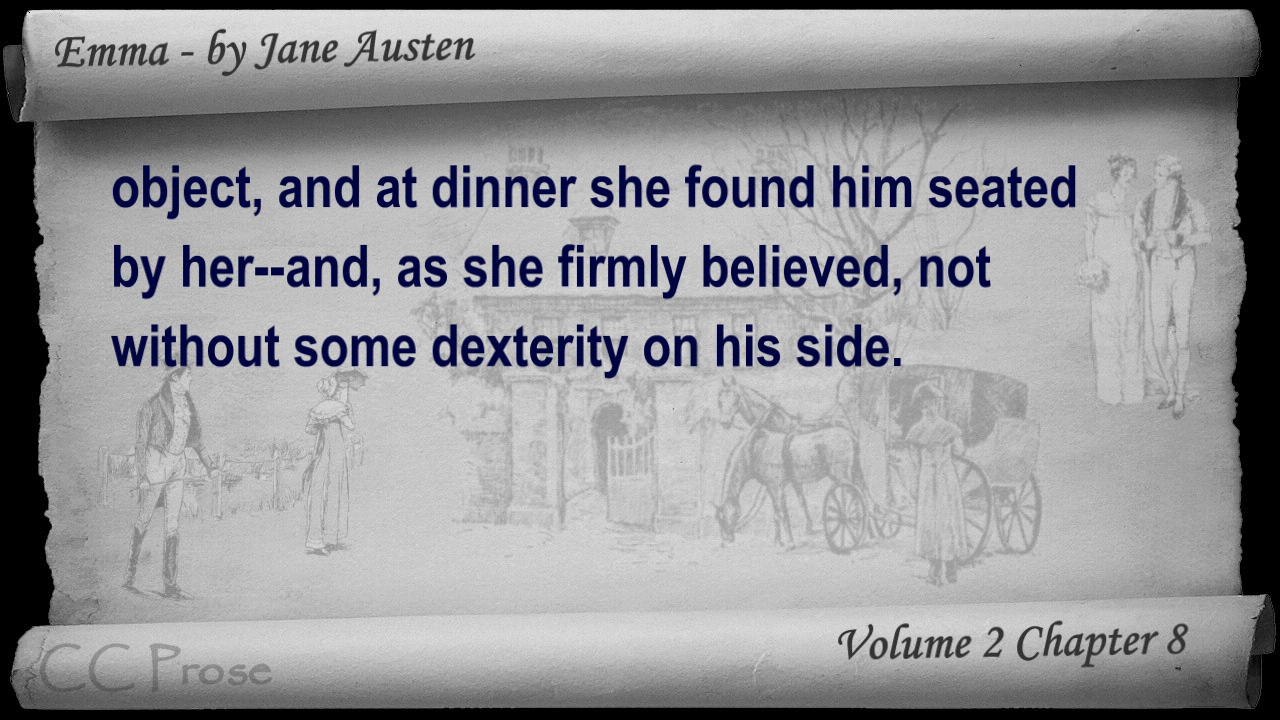 Emma - by Jane Austen
object, and at dinner she found him seated
by her--and, as she firmly believed, not
without some dexterity on his side.
Volume 2 Chapter 8
CC Prose